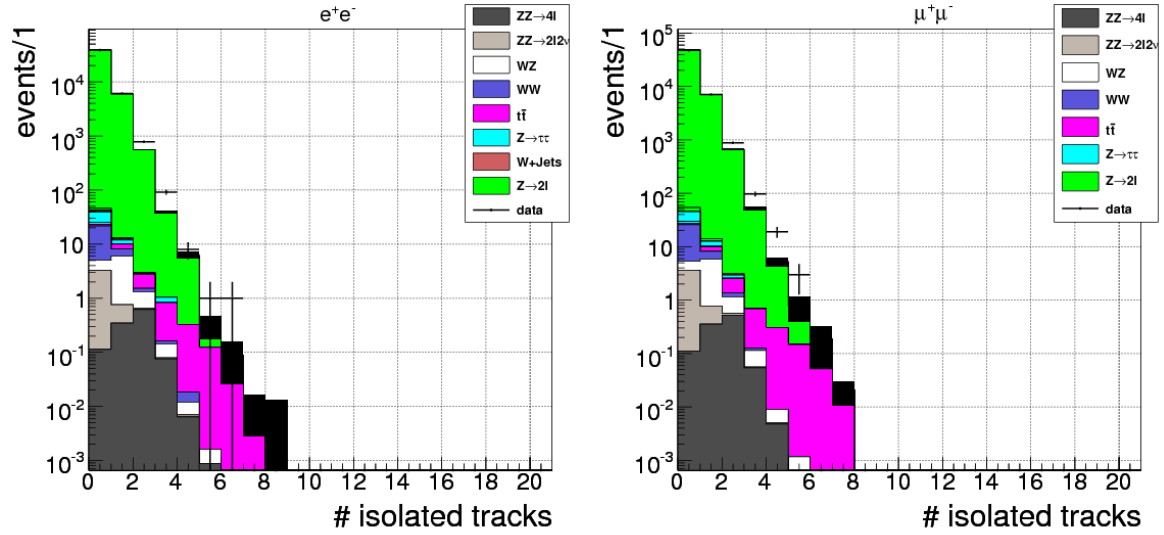 e⁺e⁻
events/1
10⁴
10³
10²
10
1
10⁻¹
10⁻²
10⁻³
0 2 4 6 8 10 12 14 16 18 20
# isolated tracks
ZZ→4l
ZZ→2l2ν
WZ
WW
tt̄
Z→ττ
W+Jets
Z→2l
data
μ⁺μ⁻
events/1
10⁵
10⁴
10³
10²
10
1
10⁻¹
10⁻²
10⁻³
0 2 4 6 8 10 12 14 16 18 20
# isolated tracks
ZZ→4l
ZZ→2l2ν
WZ
WW
tt̄
Z→ττ
Z→2l
data